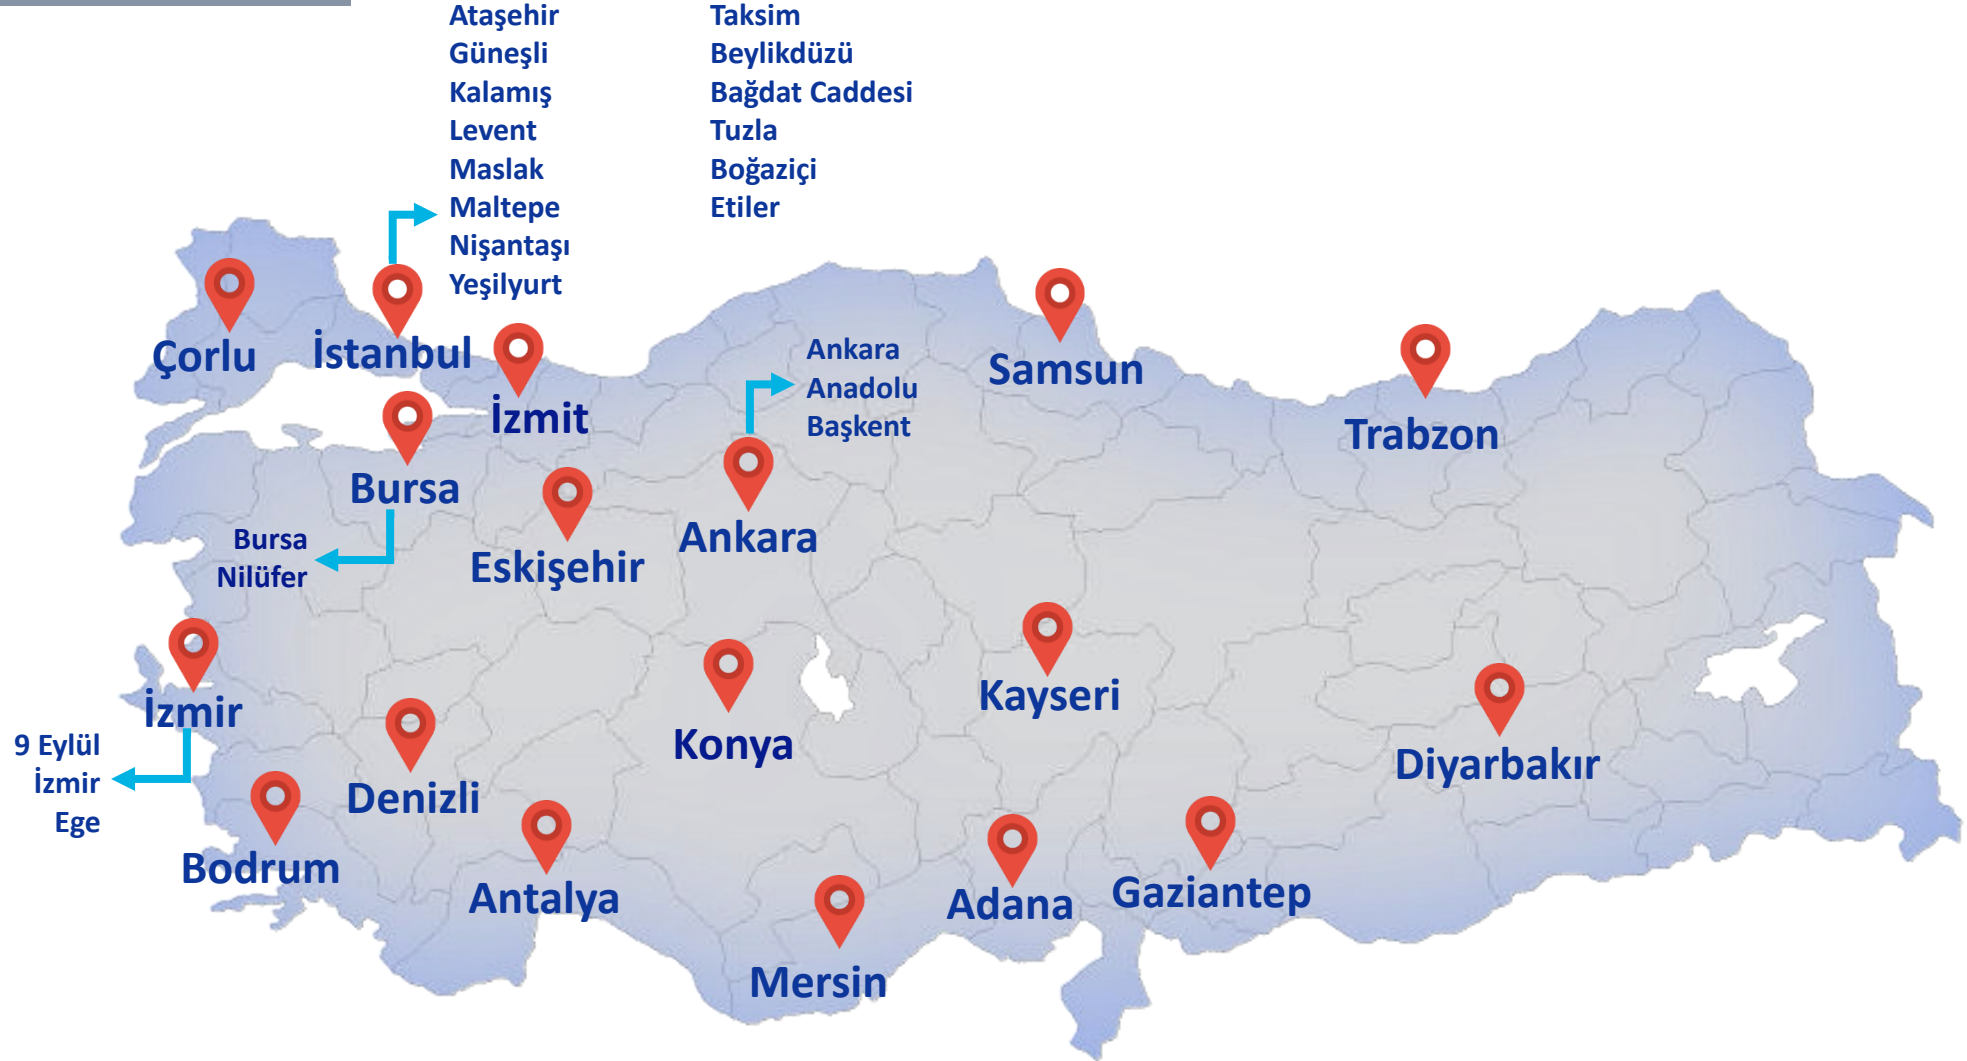 Ataşehir
Güneşli
Kalamış
Levent
Maslak
Maltepe
Nişantaşı
Yeşilyurt
Taksim
Beylikdüzü
Bağdat Caddesi
Tuzla
Boğaziçi
Etiler
Çorlu
İstanbul
İzmit
Ankara
Anadolu
Başkent
Samsun
Trabzon
Bursa
Bursa
Nilüfer
Eskişehir
Ankara
İzmir
9 Eylül
İzmir
Ege
Denizli
Konya
Kayseri
Diyarbakır
Bodrum
Antalya
Mersin
Adana
Gaziantep